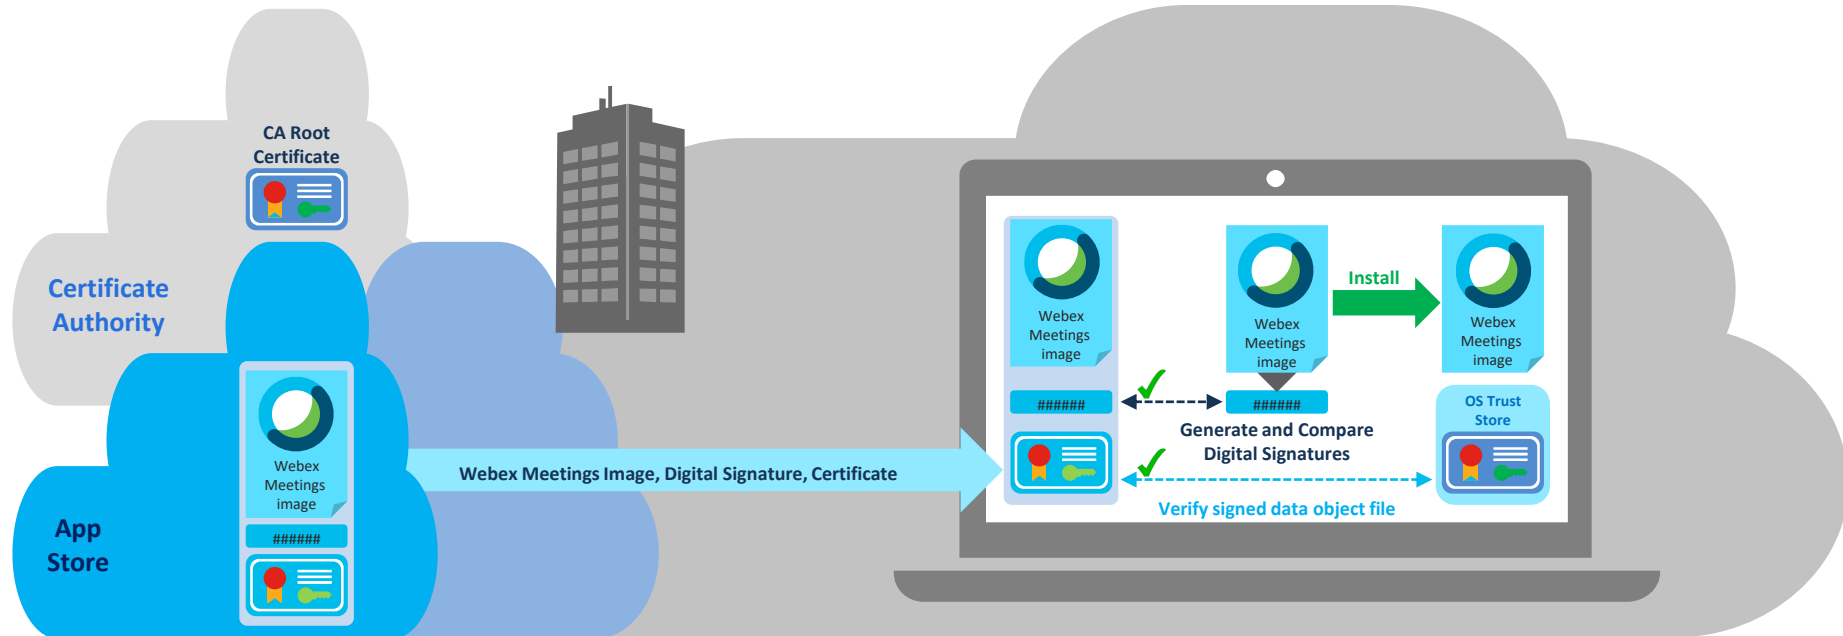 CA Root
Certificate
Certificate
Authority
App
Store
Webex
Meetings
image
######
Webex Meetings Image, Digital Signature, Certificate
Webex
Meetings
image
######
Webex
Meetings
image
######
Install
Webex
Meetings
image
Generate and Compare
Digital Signatures
OS Trust
Store
Verify signed data object file